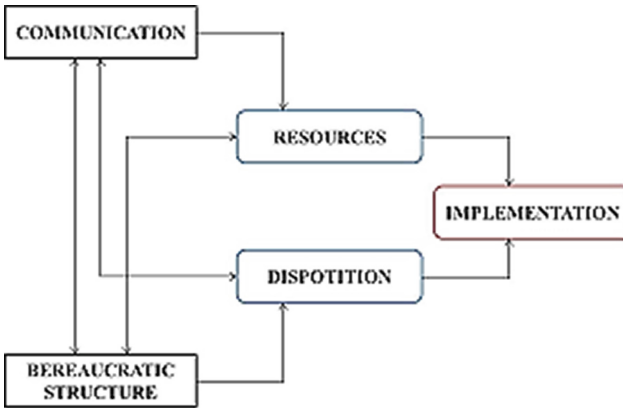 COMMUNICATION
RESOURCES
IMPLEMENTATION
DISPOTITION
BEREAUCRATIC
STRUCTURE